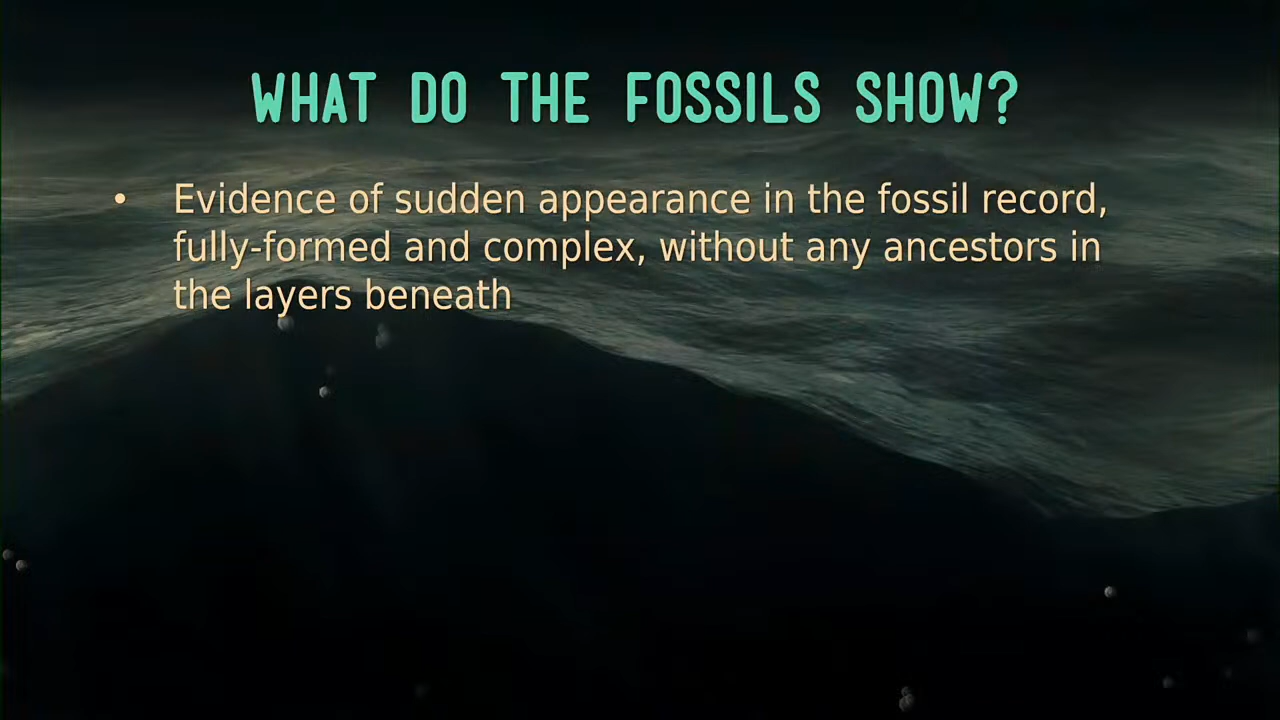 WHAT DO THE FOSSILS SHOW?
• Evidence of sudden appearance in the fossil record,
fully-formed and complex, without any ancestors in
the layers beneath